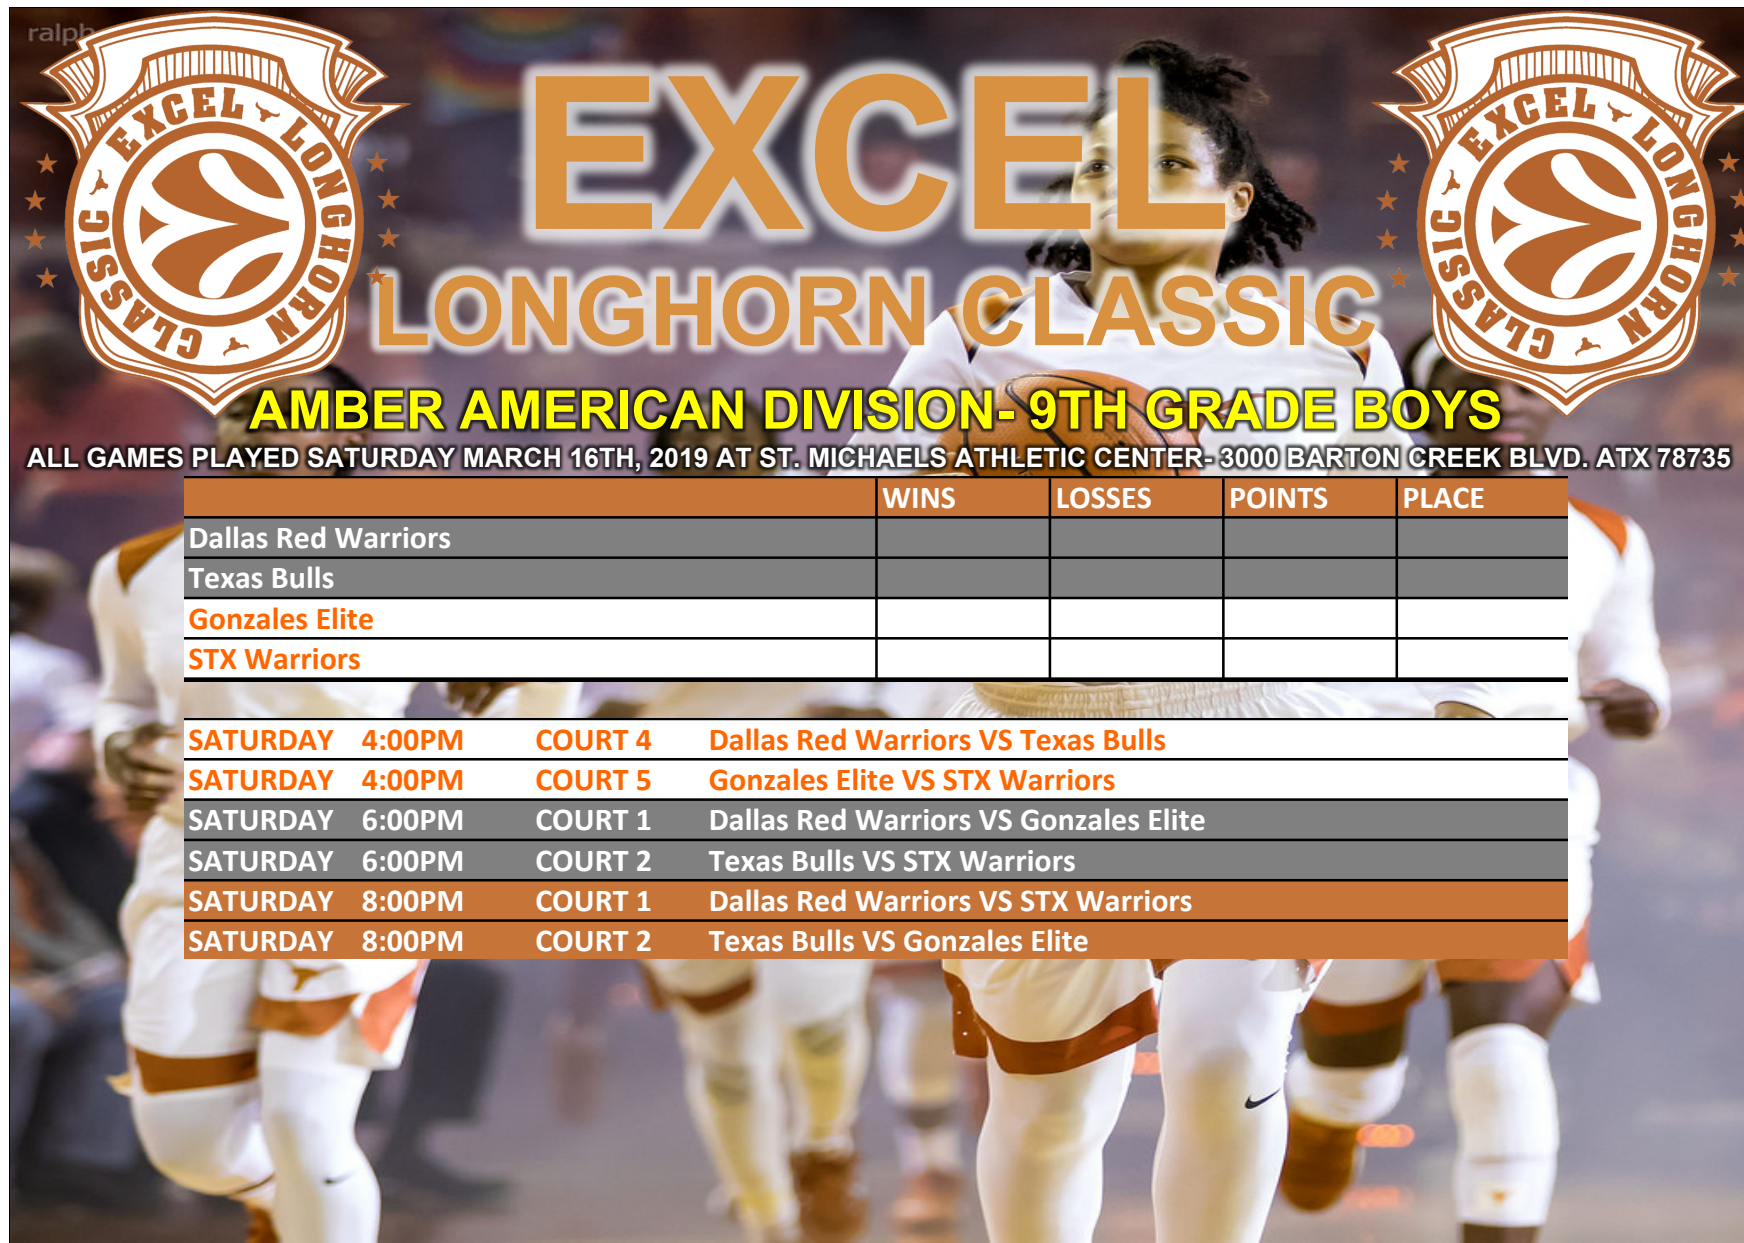 ralph
EXCEL LONGHORN CLASSIC
EXCEL LONGHORN CLASSIC
EXCEL
LONGHORN CLASSIC
AMBER AMERICAN DIVISION- 9TH GRADE BOYS
ALL GAMES PLAYED SATURDAY MARCH 16TH, 2019 AT ST. MICHAELS ATHLETIC CENTER- 3000 BARTON CREEK BLVD. ATX 78735
WINS LOSSES POINTS PLACE
Dallas Red Warriors
Texas Bulls
Gonzales Elite
STX Warriors
SATURDAY 4:00PM COURT 4 Dallas Red Warriors VS Texas Bulls
SATURDAY 4:00PM COURT 5 Gonzales Elite VS STX Warriors
SATURDAY 6:00PM COURT 1 Dallas Red Warriors VS Gonzales Elite
SATURDAY 6:00PM COURT 2 Texas Bulls VS STX Warriors
SATURDAY 8:00PM COURT 1 Dallas Red Warriors VS STX Warriors
SATURDAY 8:00PM COURT 2 Texas Bulls VS Gonzales Elite